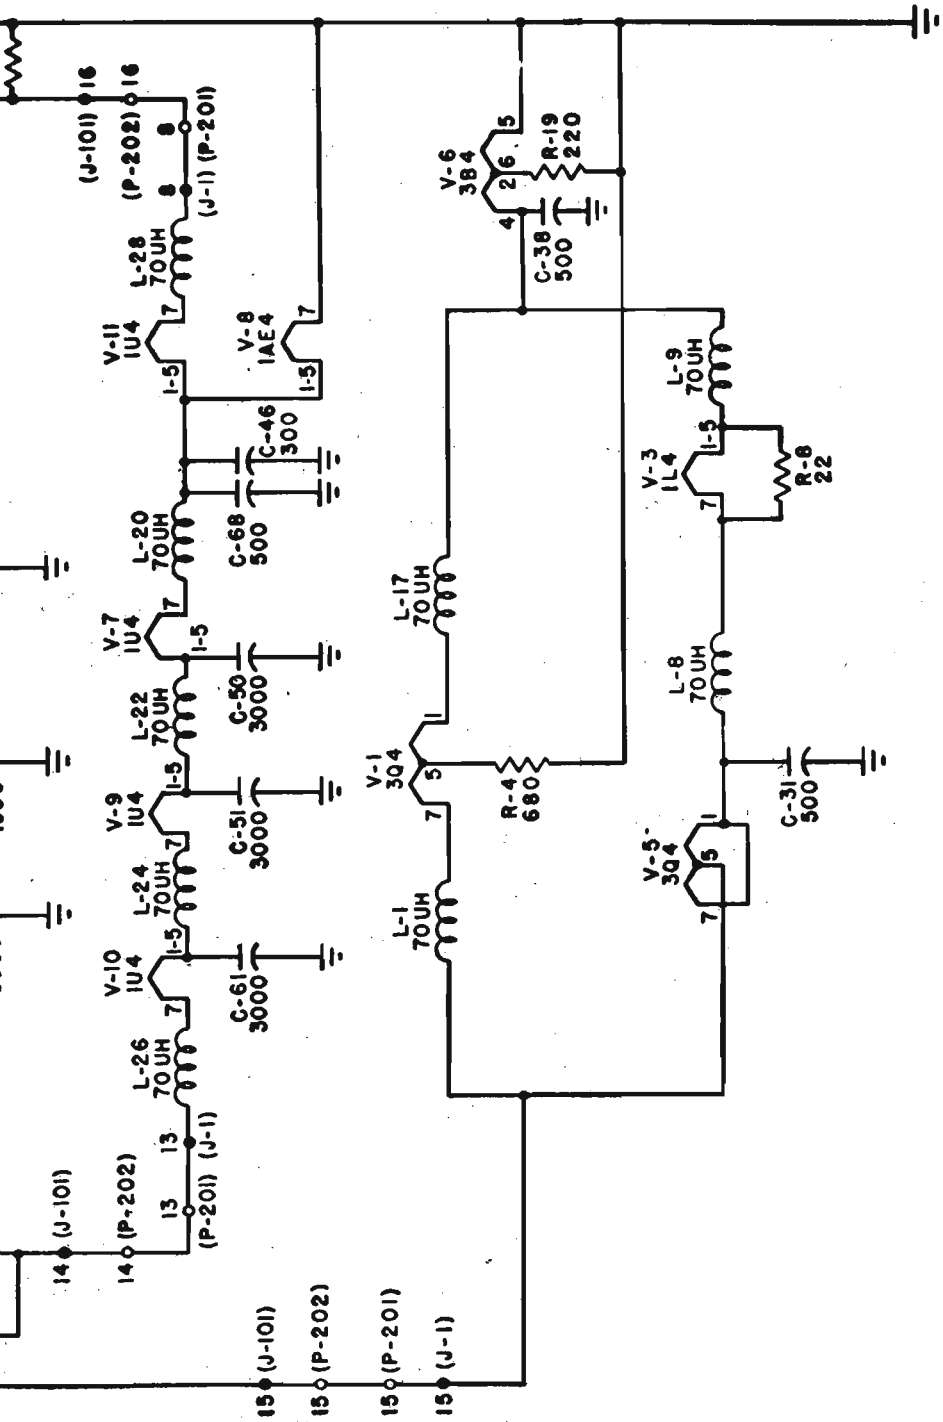 16
(J-101)
16
(P-202)
8
(P-201)
8
(J-1)
L-28
70UH
7
V-11
1U4
1-5
7
V-8
1AE4
1-5
C-46
300
C-68
500
L-20
70UH
7
V-7
1U4
1-5
C-50
3000
L-22
70UH
1-5
V-9
1U4
7
C-51
3000
L-24
70UH
1-5
V-10
1U4
7
C-61
3000
L-26
70UH
13
(J-1)
13
(P-201)
14
(J-101)
14
(P-202)
15
(J-101)
15
(P-202)
15
(P-201)
15
(J-1)
5
V-6
3B4
2 6
R-19
220
4
C-38
500
L-9
70UH
1-5
V-3
1L4
7
R-8
22
L-17
70UH
L-8
70UH
1
V-1
3Q4
5
7
R-4
680
C-31
500
1
V-5-
3Q4
5
7
L-1
70UH